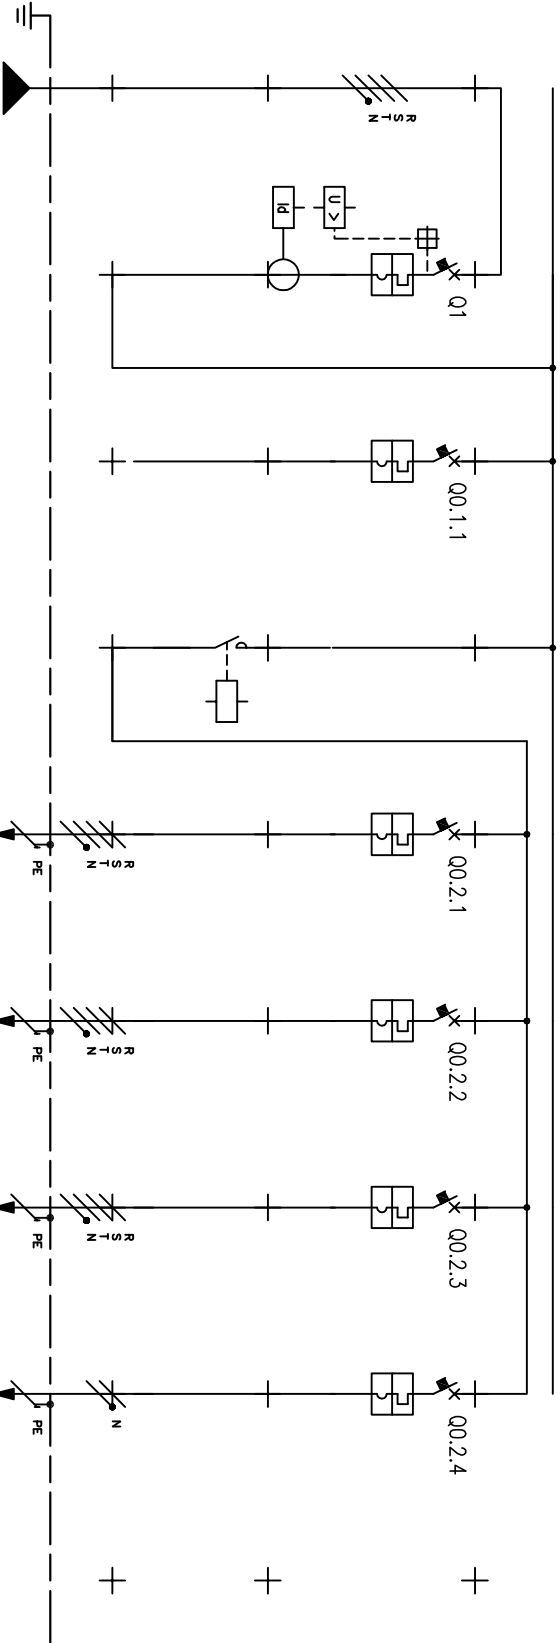 R S T N
Id
U <
Q1
Q0.1.1
Q0.2.1
R S T N
PE
Q0.2.2
R S T N
PE
Q0.2.3
R S T N
PE
Q0.2.4
N
PE